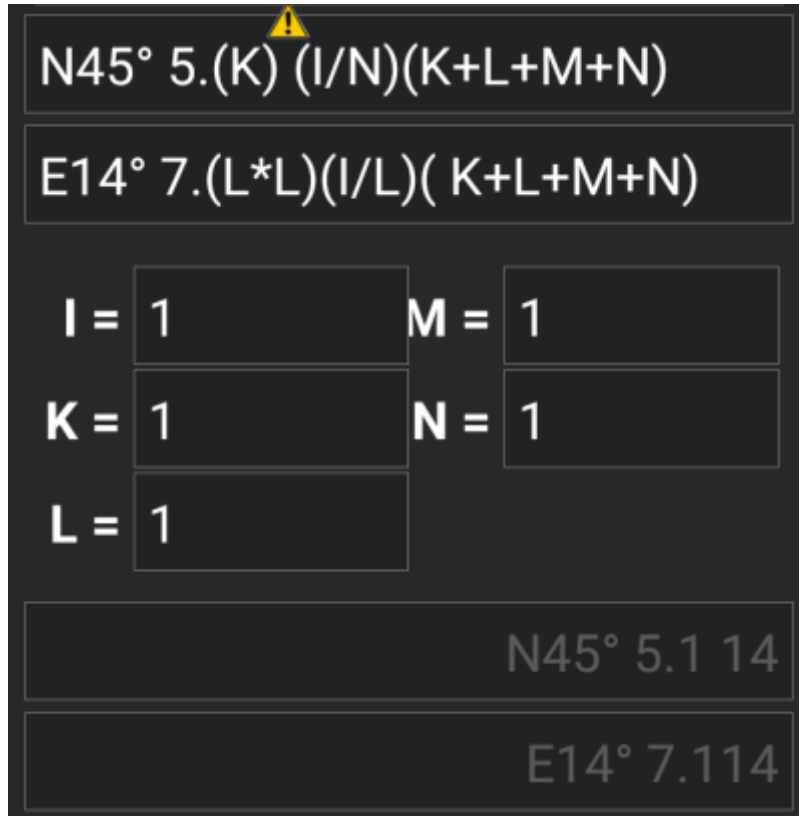 N45° 5.(K) (I/N)(K+L+M+N)
E14° 7.(L*L)(I/L)( K+L+M+N)
I = 1 M = 1
K = 1 N = 1
L = 1
N45° 5.1 14
E14° 7.114